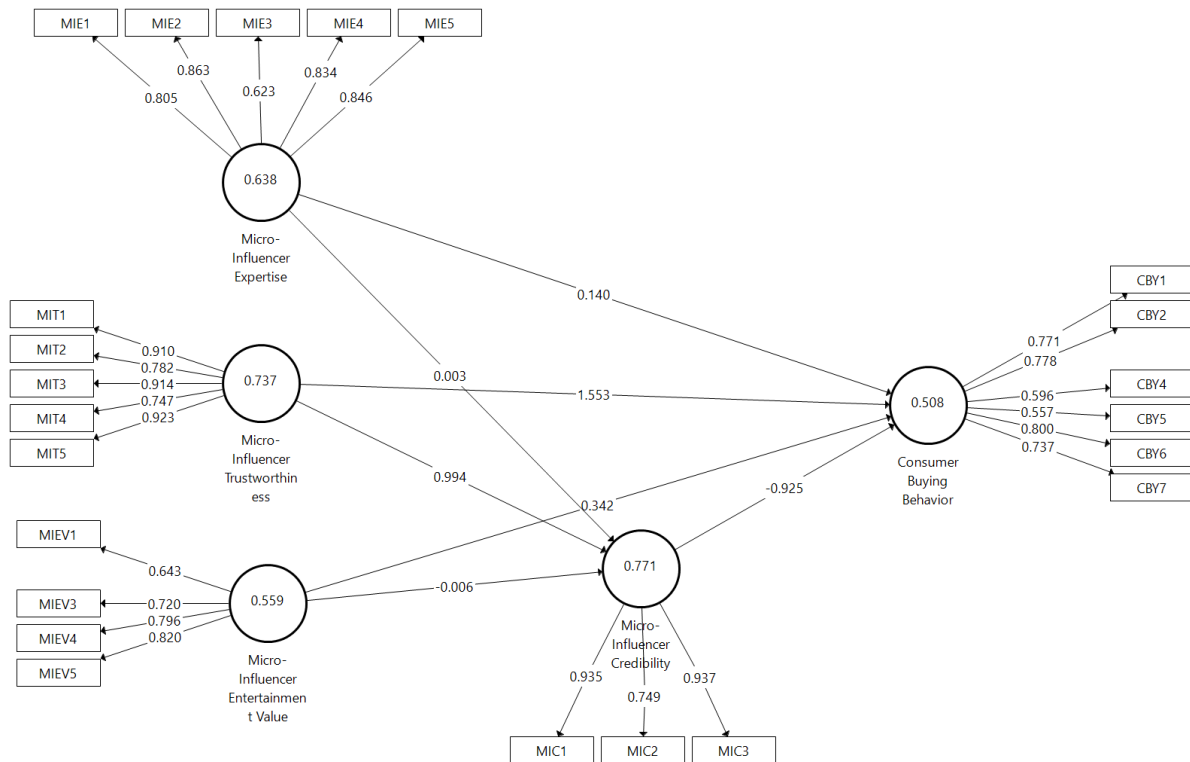 MIE1 MIE2 MIE3 MIE4 MIE5
0.805 0.863 0.623 0.834 0.846
0.638
Micro-
Influencer
Expertise
0.140
0.003
MIT1
MIT2
MIT3
MIT4
MIT5
0.910
0.782
0.914
0.747
0.923
0.737
Micro-
Influencer
Trustworthin
ess
1.553
0.994
MIEV1
MIEV3
MIEV4
MIEV5
0.643
0.720
0.796
0.820
0.559
Micro-
Influencer
Entertainmen
t Value
0.342
-0.006
0.771
Micro-
Influencer
Credibility
-0.925
0.935 0.749 0.937
MIC1 MIC2 MIC3
0.508
Consumer
Buying
Behavior
0.771
0.778
0.596
0.557
0.800
0.737
CBY1
CBY2
CBY4
CBY5
CBY6
CBY7